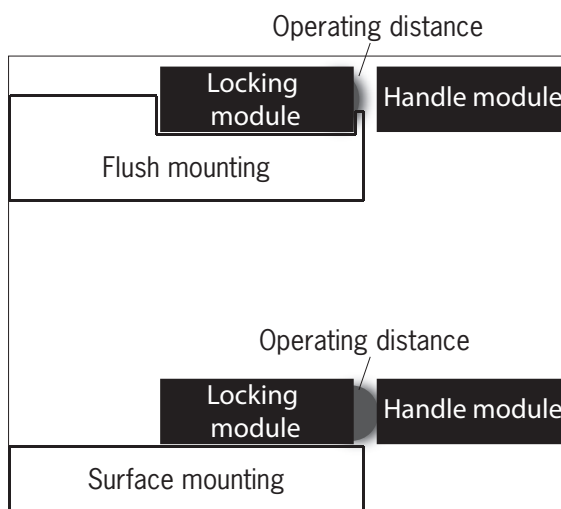 Operating distance
Locking
module
Handle module
Flush mounting
Operating distance
Locking
module
Handle module
Surface mounting